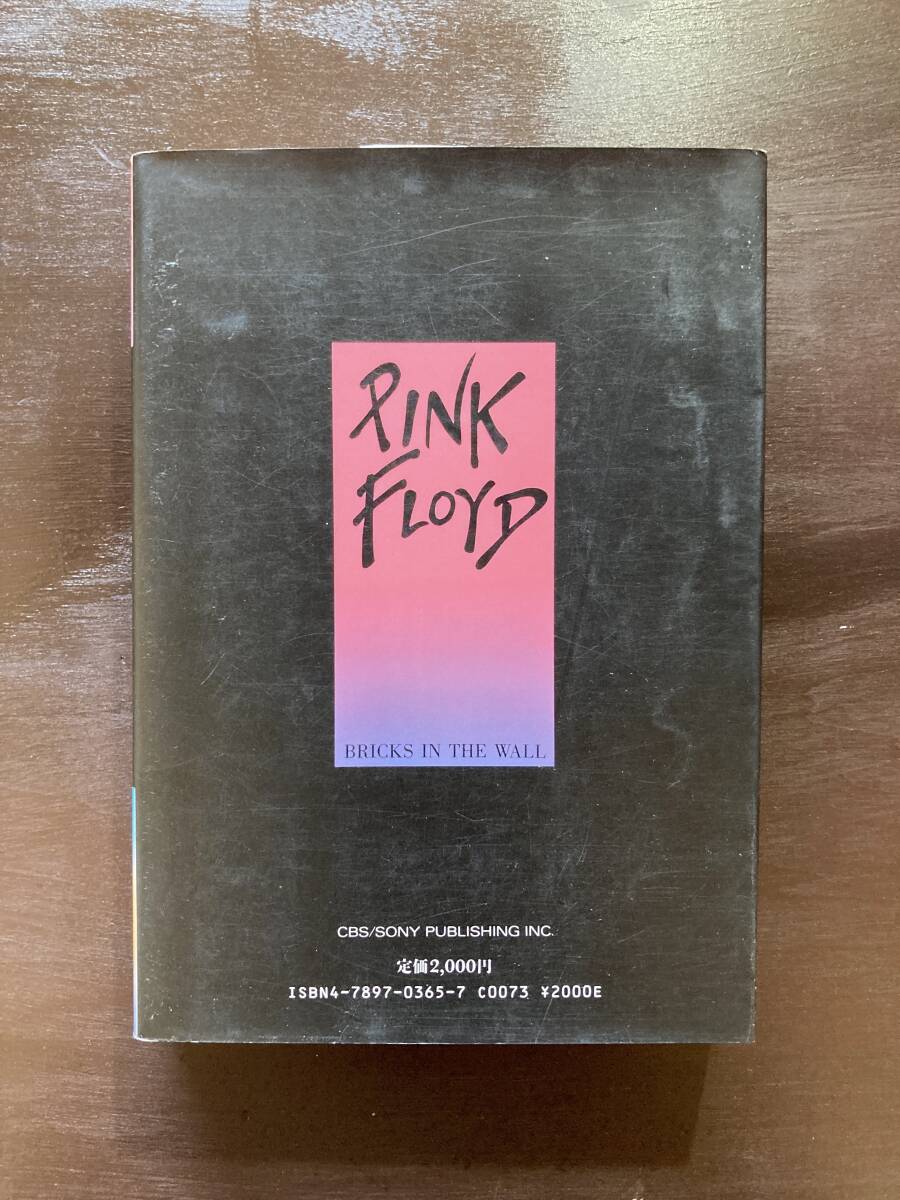 PINK
FLOYD
BRICKS IN THE WALL
CBS/SONY PUBLISHING INC.
定価2,000円
ISBN4-7897-0365-7 C0073 ¥2000E